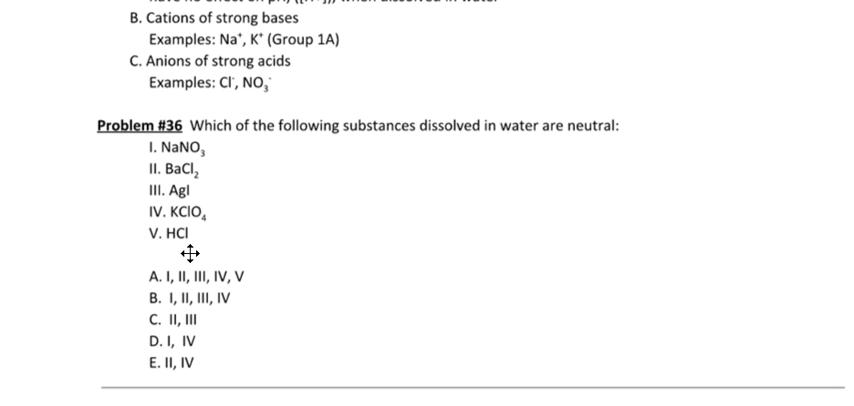 B. Cations of strong bases
Examples: Na⁺, K⁺ (Group 1A)
C. Anions of strong acids
Examples: Cl⁻, NO₃⁻
Problem #36 Which of the following substances dissolved in water are neutral:
I. NaNO₃
II. BaCl₂
III. AgI
IV. KClO₄
V. HCl
A. I, II, III, IV, V
B. I, II, III, IV
C. II, III
D. I, IV
E. II, IV